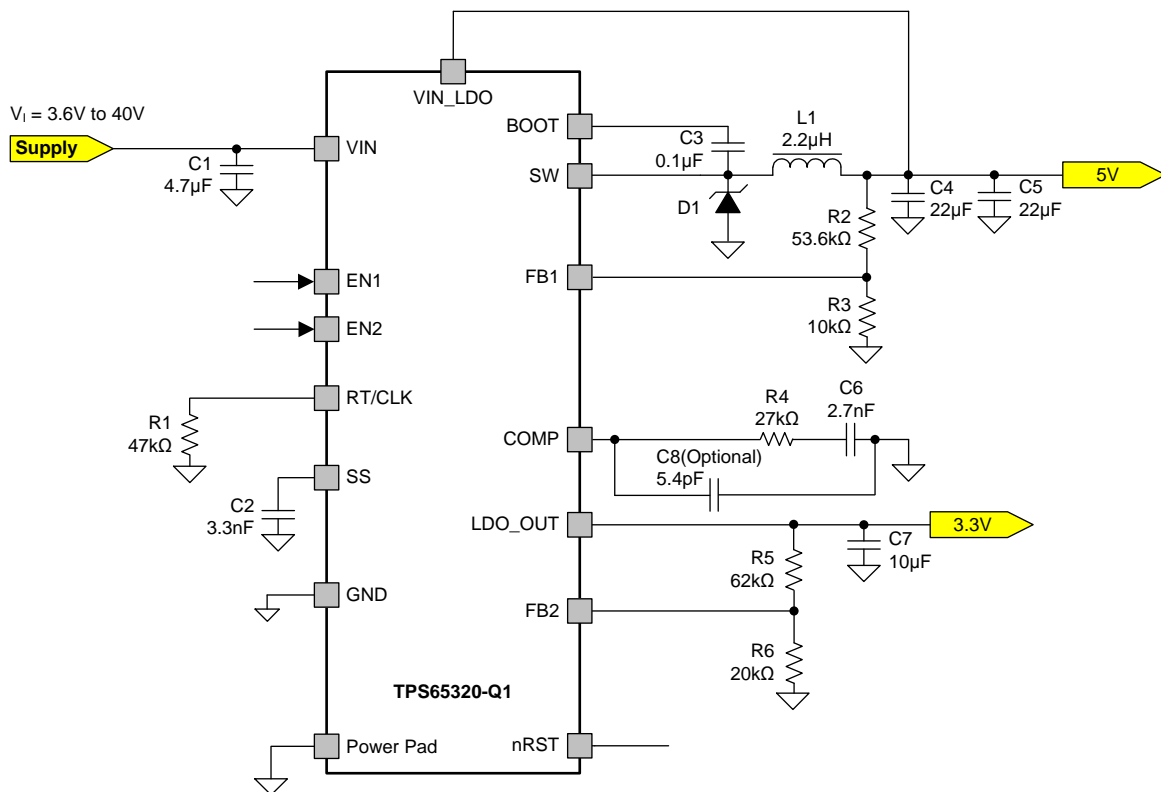 VIN_LDO
V_I = 3.6V to 40V
Supply
C1
4.7µF
VIN
BOOT
C3
0.1µF
L1
2.2µH
SW
D1
R2
53.6kΩ
C4
22µF
C5
22µF
5V
EN1
FB1
R3
10kΩ
EN2
RT/CLK
R1
47kΩ
COMP
R4
27kΩ
C6
2.7nF
C8(Optional)
5.4pF
SS
C2
3.3nF
LDO_OUT
3.3V
R5
62kΩ
C7
10µF
GND
FB2
R6
20kΩ
TPS65320-Q1
Power Pad
nRST